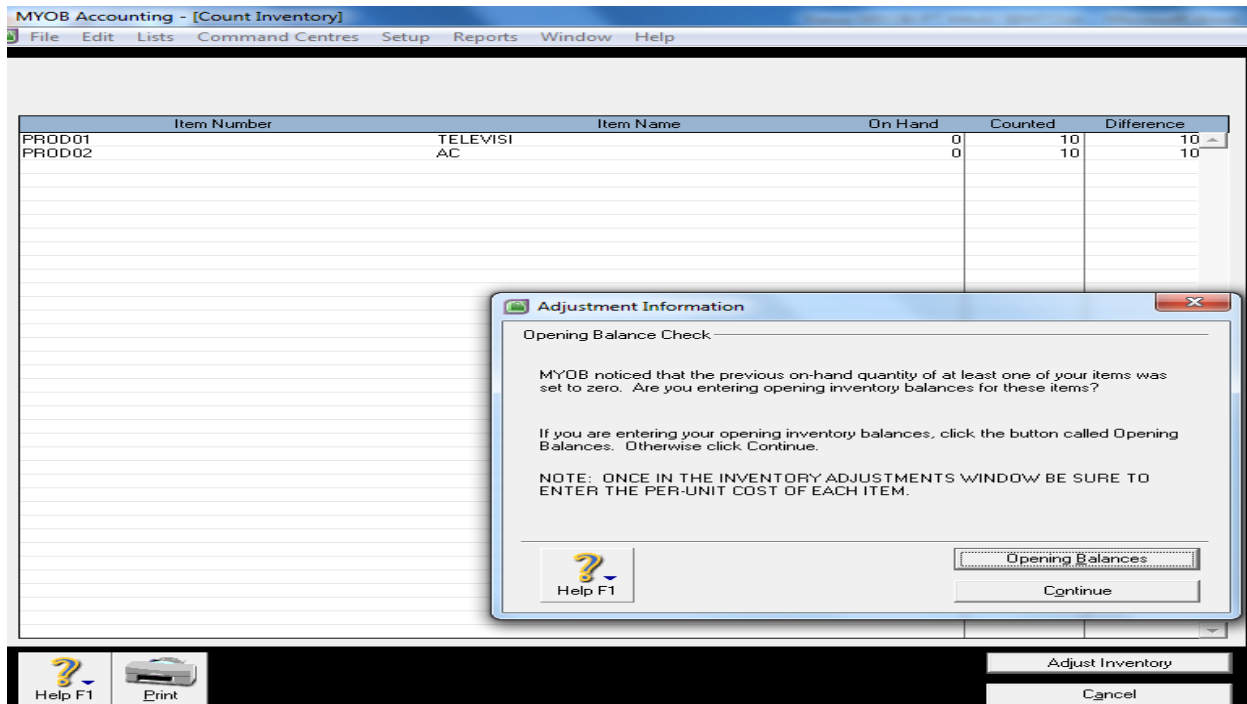 MYOB Accounting - [Count Inventory]
File Edit Lists Command Centres Setup Reports Window Help
Item Number Item Name On Hand Counted Difference
PROD01 TELEVISI 0 10 10
PROD02 AC 0 10 10
Adjustment Information
Opening Balance Check
MYOB noticed that the previous on-hand quantity of at least one of your items was
set to zero. Are you entering opening inventory balances for these items?
If you are entering your opening inventory balances, click the button called Opening
Balances. Otherwise click Continue.
NOTE: ONCE IN THE INVENTORY ADJUSTMENTS WINDOW BE SURE TO
ENTER THE PER-UNIT COST OF EACH ITEM.
Opening Balances
Help F1
Continue
Adjust Inventory
Help F1 Print
Cancel